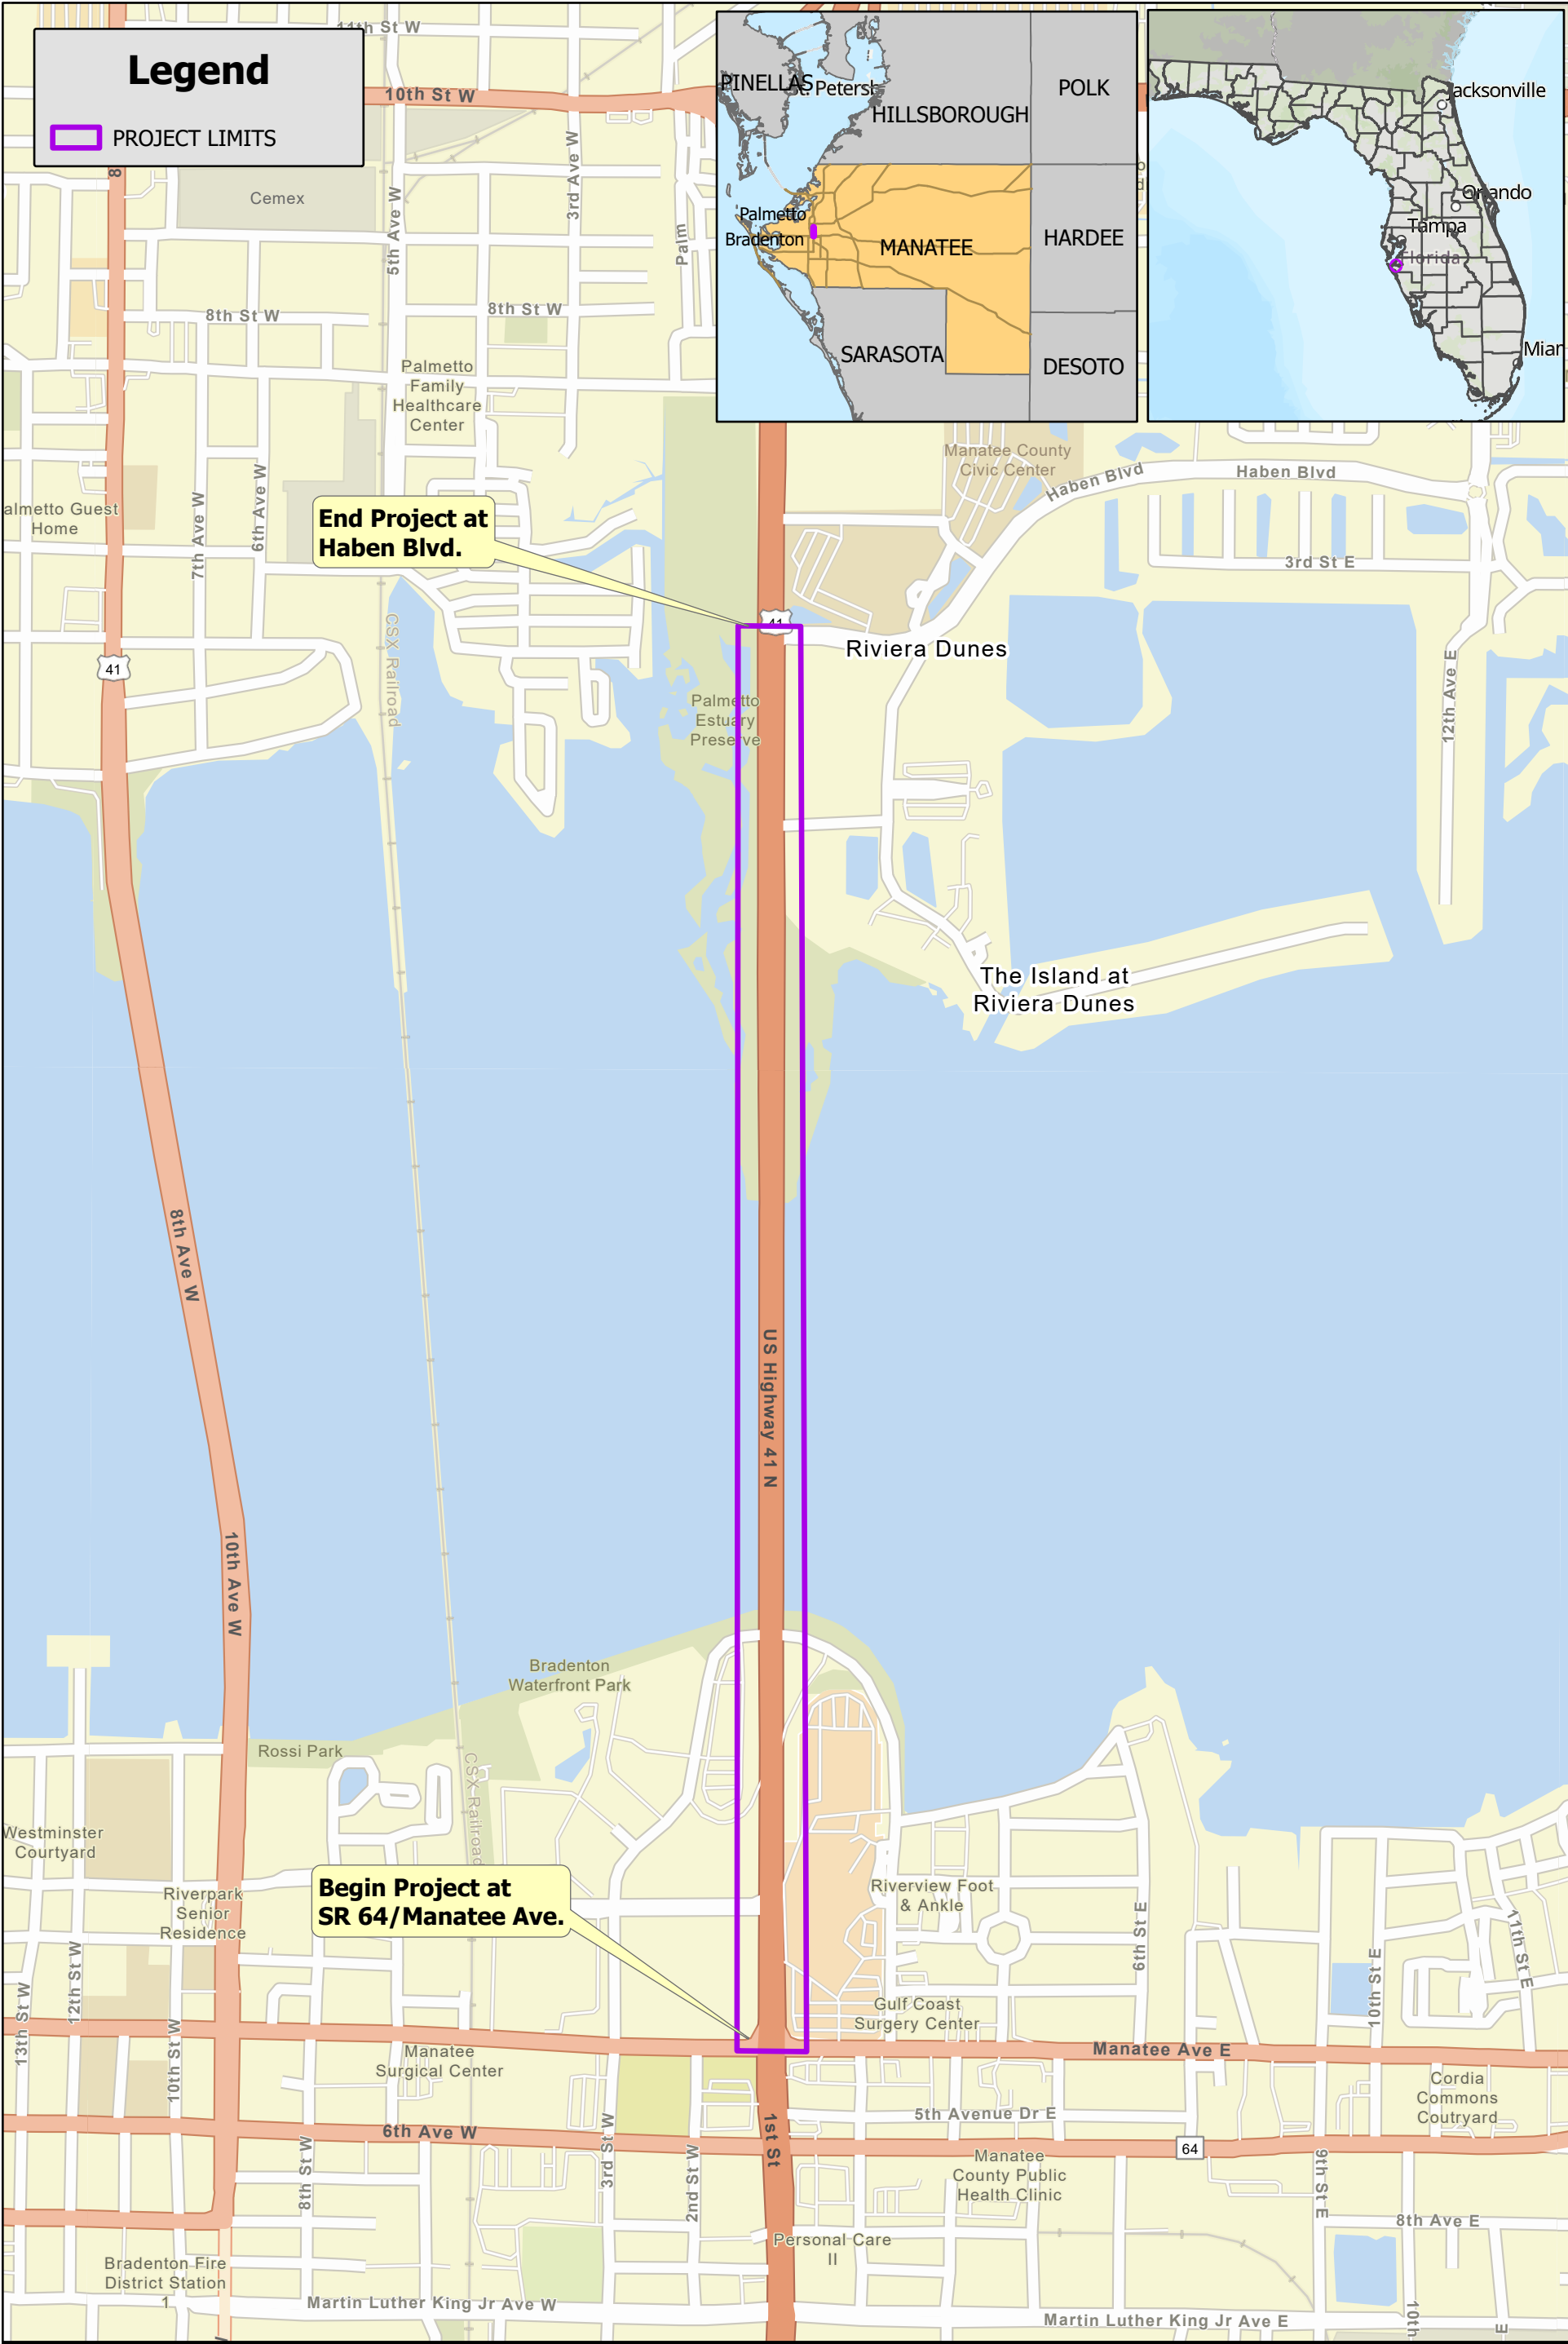 Legend
PROJECT LIMITS
11th St W
10th St W
8
Cemex
3rd Ave W
5th Ave W
Palm
8th St W
8th St W
Palmetto
Family
Healthcare
Center
PINELLAS
HILLSBOROUGH
POLK
Palmetto
Bradenton
MANATEE
HARDEE
SARASOTA
DESOTO
Jacksonville
Orlando
Tampa
Florida
Miar
Manatee County
Civic Center
Haben Blvd
Haben Blvd
almetto Guest
Home
7th Ave W
6th Ave W
End Project at
Haben Blvd.
3rd St E
41
Riviera Dunes
41
CSX Railroad
Palmetto
Estuary
Preserve
12th Ave E
The Island at
Riviera Dunes
8th Ave W
US Highway 41 N
10th Ave W
Bradenton
Waterfront Park
Rossi Park
CSX Railroad
Westminster
Courtyard
Riverpark
Senior
Residence
Begin Project at
SR 64/Manatee Ave.
Riverview Foot
& Ankle
6th St E
11th St E
10th St E
13th St W
12th St W
10th St W
Gulf Coast
Surgery Center
Manatee
Surgical Center
Manatee Ave E
Cordia
Commons
Coutryard
5th Avenue Dr E
6th Ave W
1st St
64
8th St W
3rd St W
2nd St W
Manatee
County Public
Health Clinic
9th St E
8th Ave E
Personal Care
II
Bradenton Fire
District Station
1
Martin Luther King Jr Ave W
Martin Luther King Jr Ave E
10th
E